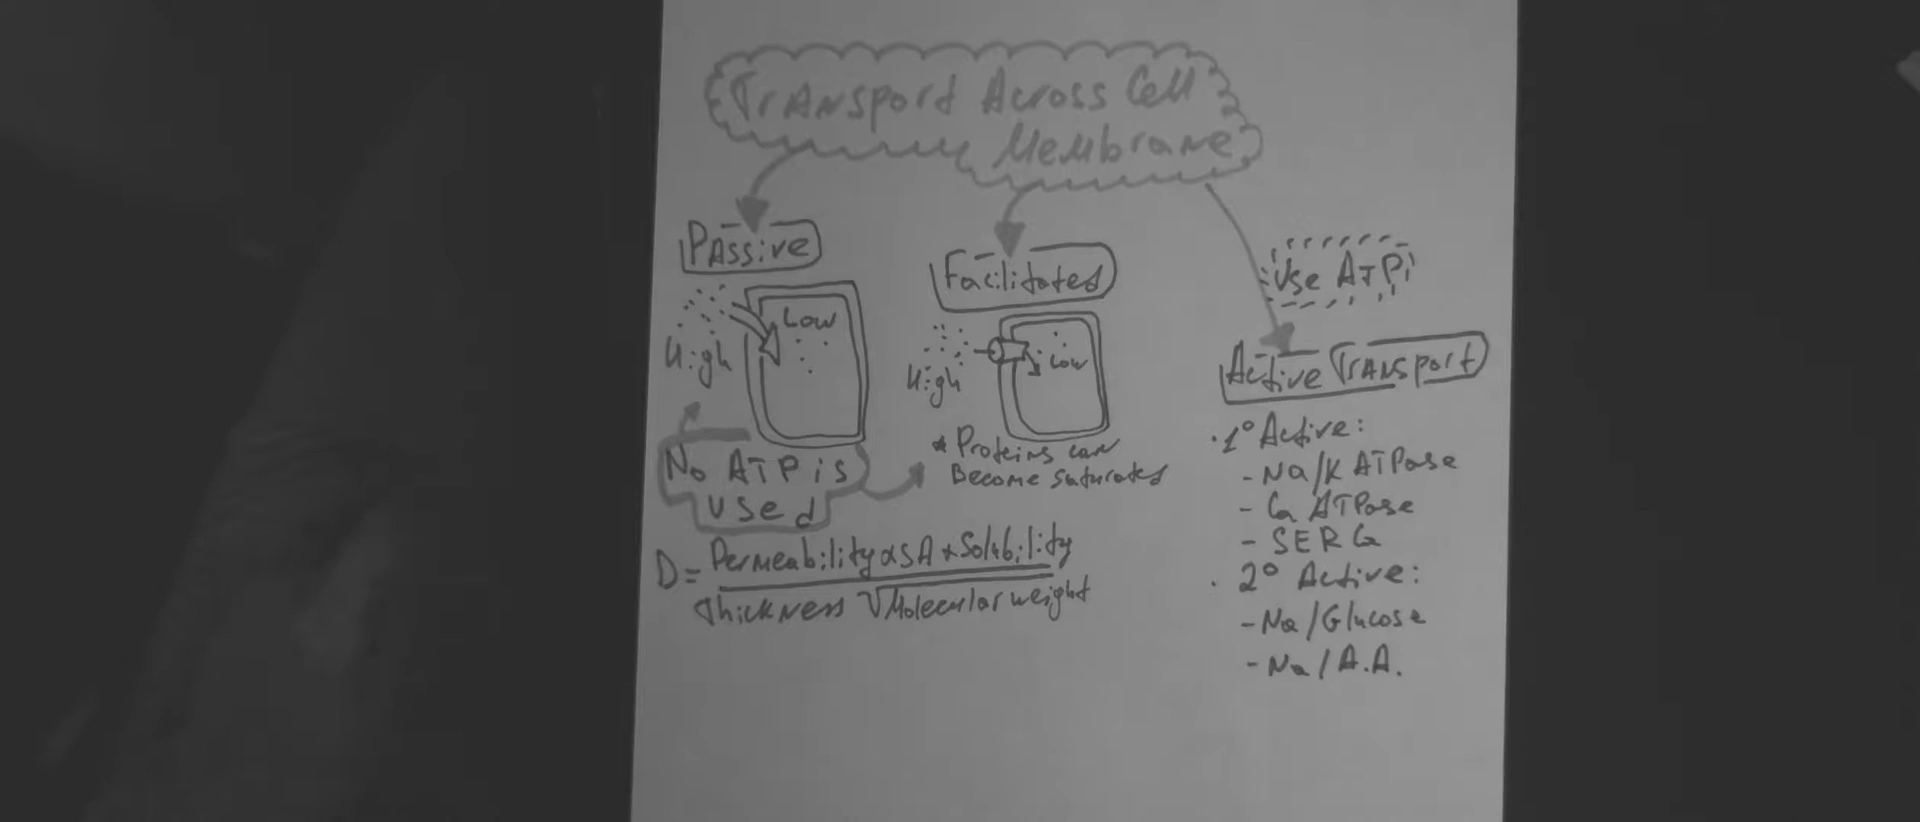 Transport Across Cell
Membrane
Passive
High
Low
No ATP is
used
Facilitated
High
Low
* Proteins can
Become saturated
D = Permeability x SA x Solubility
Thickness √Molecular weight
Use ATP
Active Transport
· 1° Active:
- Na/K ATPase
- Ca ATPase
- SERCa
· 2° Active:
- Na/Glucose
- Na/A.A.